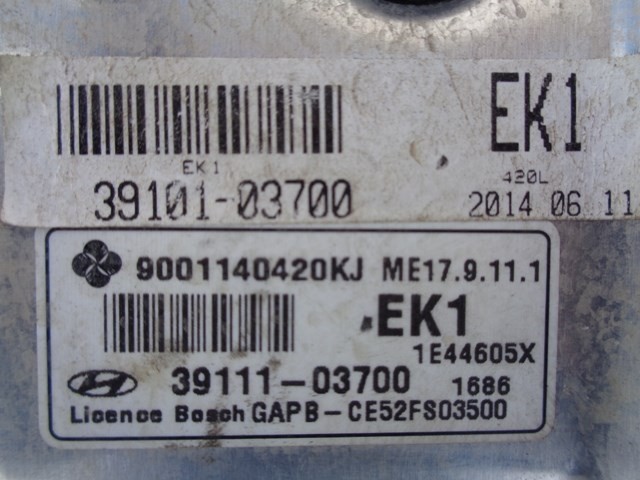 EK1
EK1
420L
39101-03700
2014 06 11
9001140420KJ ME17.9.11.1
EK1
1E44605X
39111-03700 1686
Licence Bosch GAPB-CE52FS03500